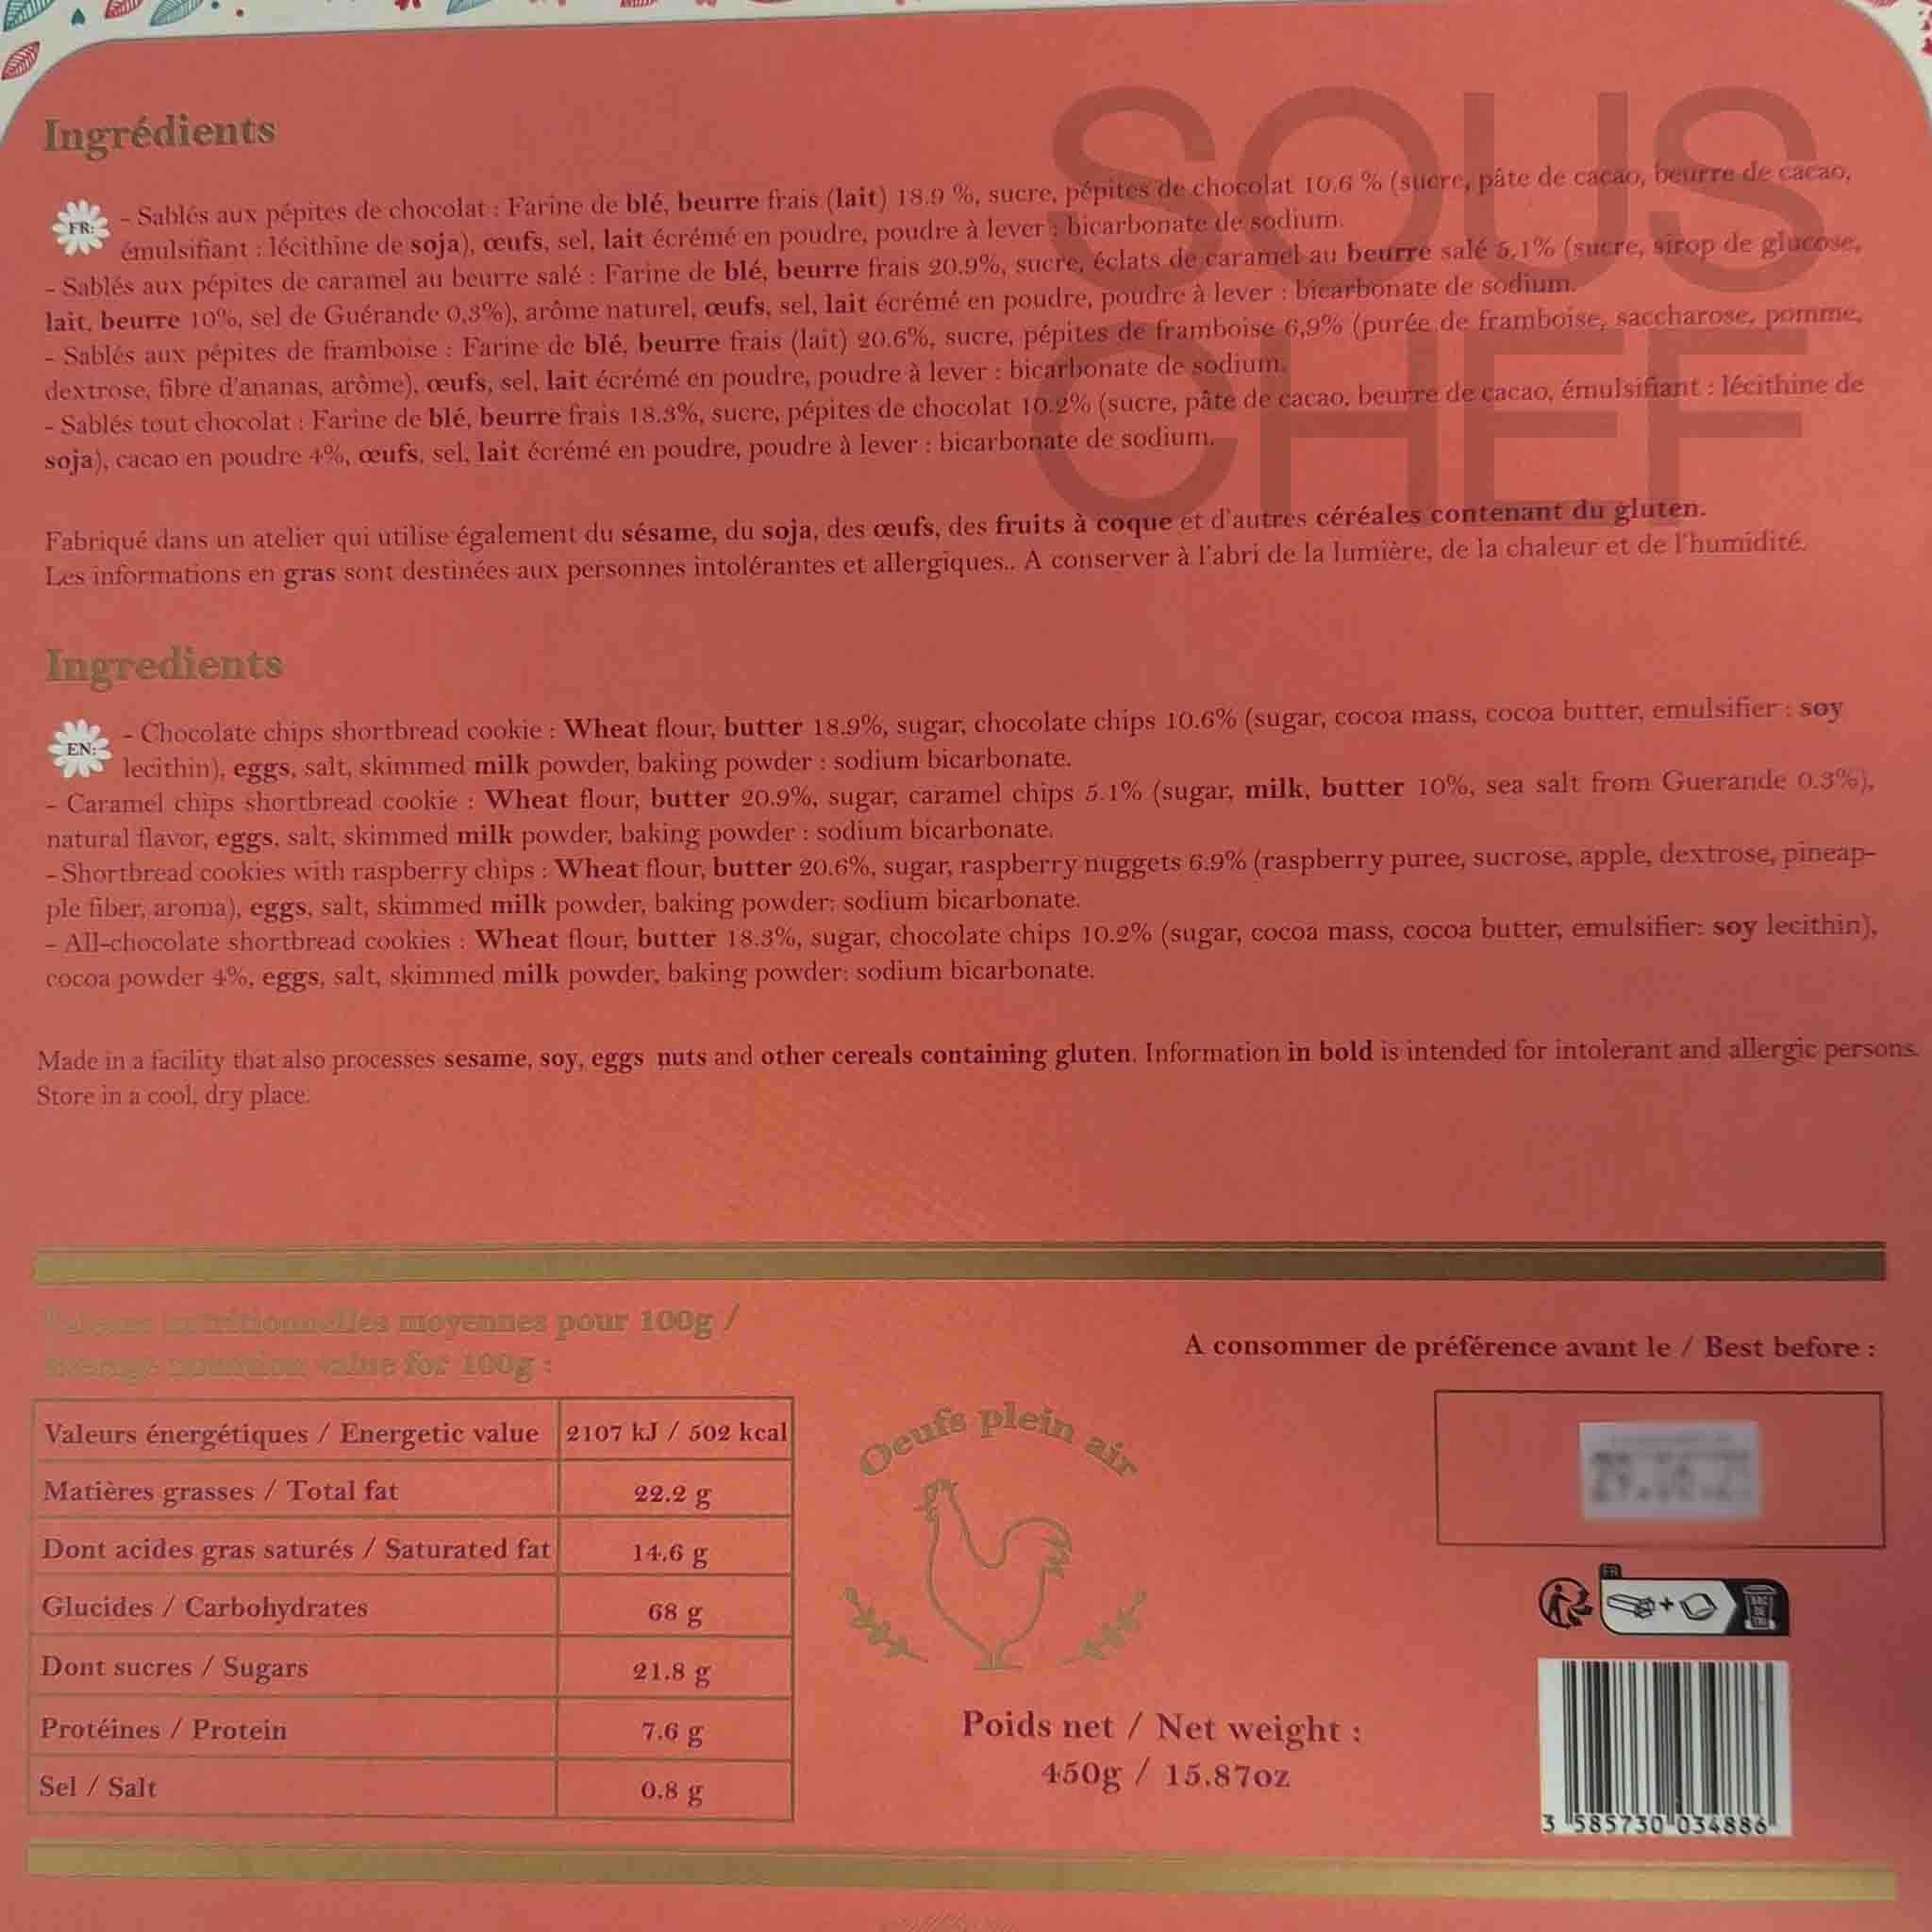 SOUS
CHEF
Ingrédients
FR:
- Sablés aux pépites de chocolat : Farine de blé, beurre frais (lait) 18.9 %, sucre, pépites de chocolat 10.6 % (sucre, pâte de cacao, beurre de cacao,
émulsifiant : lécithine de soja), œufs, sel, lait écrémé en poudre, poudre à lever : bicarbonate de sodium.
- Sablés aux pépites de caramel au beurre salé : Farine de blé, beurre frais 20.9%, sucre, éclats de caramel au beurre salé 5,1% (sucre, sirop de glucose,
lait, beurre 10%, sel de Guérande 0,3%), arôme naturel, œufs, sel, lait écrémé en poudre, poudre à lever : bicarbonate de sodium.
- Sablés aux pépites de framboise : Farine de blé, beurre frais (lait) 20.6%, sucre, pépites de framboise 6,9% (purée de framboise, saccharose, pomme,
dextrose, fibre d'ananas, arôme), œufs, sel, lait écrémé en poudre, poudre à lever : bicarbonate de sodium.
- Sablés tout chocolat : Farine de blé, beurre frais 18.3%, sucre, pépites de chocolat 10.2% (sucre, pâte de cacao, beurre de cacao, émulsifiant : lécithine de
soja), cacao en poudre 4%, œufs, sel, lait écrémé en poudre, poudre à lever : bicarbonate de sodium.
Fabriqué dans un atelier qui utilise également du sésame, du soja, des œufs, des fruits à coque et d'autres céréales contenant du gluten.
Les informations en gras sont destinées aux personnes intolérantes et allergiques.. A conserver à l'abri de la lumière, de la chaleur et de l'humidité.
Ingredients
EN:
- Chocolate chips shortbread cookie : Wheat flour, butter 18.9%, sugar, chocolate chips 10.6% (sugar, cocoa mass, cocoa butter, emulsifier : soy
lecithin), eggs, salt, skimmed milk powder, baking powder : sodium bicarbonate.
- Caramel chips shortbread cookie : Wheat flour, butter 20.9%, sugar, caramel chips 5.1% (sugar, milk, butter 10%, sea salt from Guerande 0.3%),
natural flavor, eggs, salt, skimmed milk powder, baking powder : sodium bicarbonate.
- Shortbread cookies with raspberry chips : Wheat flour, butter 20.6%, sugar, raspberry nuggets 6.9% (raspberry puree, sucrose, apple, dextrose, pineap-
ple fiber, aroma), eggs, salt, skimmed milk powder, baking powder: sodium bicarbonate.
- All-chocolate shortbread cookies : Wheat flour, butter 18.3%, sugar, chocolate chips 10.2% (sugar, cocoa mass, cocoa butter, emulsifier: soy lecithin),
cocoa powder 4%, eggs, salt, skimmed milk powder, baking powder: sodium bicarbonate.
Made in a facility that also processes sesame, soy, eggs nuts and other cereals containing gluten. Information in bold is intended for intolerant and allergic persons.
Store in a cool, dry place.
Valeurs nutritionnelles moyennes pour 100g /
average nutrition value for 100g :
Valeurs énergétiques / Energetic value 2107 kJ / 502 kcal
Matières grasses / Total fat 22.2 g
Dont acides gras saturés / Saturated fat 14.6 g
Glucides / Carbohydrates 68 g
Dont sucres / Sugars 21.8 g
Protéines / Protein 7.6 g
Sel / Salt 0.8 g
Oeufs plein air
Poids net / Net weight :
450g / 15.87oz
A consommer de préférence avant le / Best before :
FR
BAC
DE
TRI
3 585730 034886